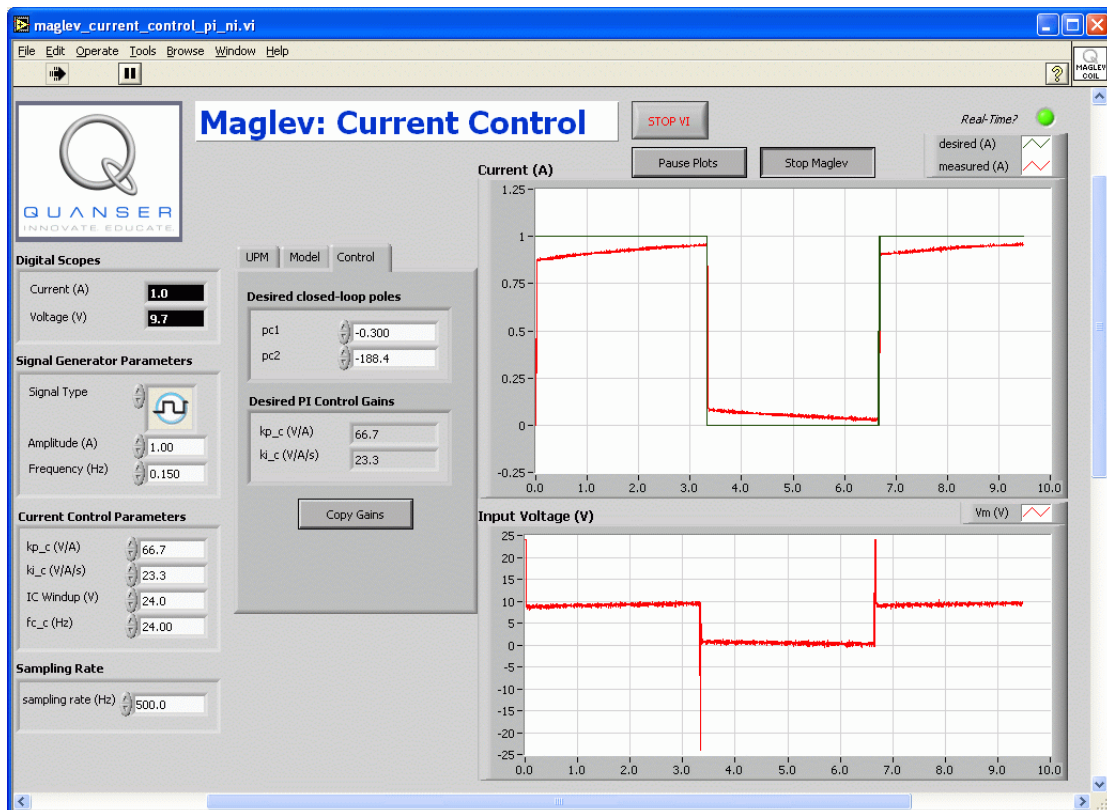 maglev_current_control_pi_ni.vi
File Edit Operate Tools Browse Window Help
?
MAGLEV
COIL
QUANSER
INNOVATE EDUCATE
Maglev: Current Control
STOP VI
Real-Time?
Pause Plots
Stop Maglev
desired (A)
measured (A)
Digital Scopes
Current (A) 1.0
Voltage (V) 9.7
Signal Generator Parameters
Signal Type
Amplitude (A) 1.00
Frequency (Hz) 0.150
Current Control Parameters
kp_c (V/A) 66.7
ki_c (V/A/s) 23.3
IC Windup (V) 24.0
fc_c (Hz) 24.00
Sampling Rate
sampling rate (Hz) 500.0
UPM Model Control
Desired closed-loop poles
pc1 -0.300
pc2 -188.4
Desired PI Control Gains
kp_c (V/A) 66.7
ki_c (V/A/s) 23.3
Copy Gains
Current (A)
1.25
1
0.75
0.5
0.25
0
-0.25
0.0 1.0 2.0 3.0 4.0 5.0 6.0 7.0 8.0 9.0 10.0
Input Voltage (V)
Vm (V)
25
20
15
10
5
0
-5
-10
-15
-20
-25
0.0 1.0 2.0 3.0 4.0 5.0 6.0 7.0 8.0 9.0 10.0